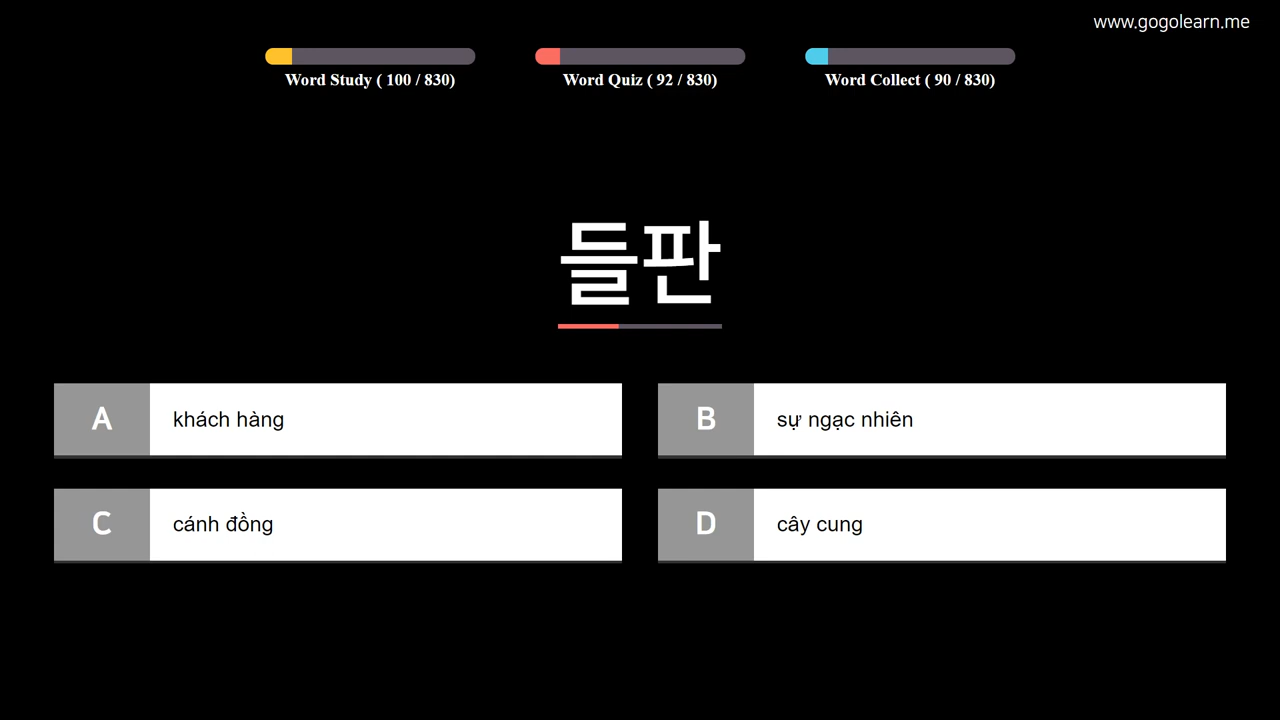 www.gogolearn.me
Word Study ( 100 / 830)
Word Quiz ( 92 / 830)
Word Collect ( 90 / 830)
들판
A khách hàng
B sự ngạc nhiên
C cánh đồng
D cây cung